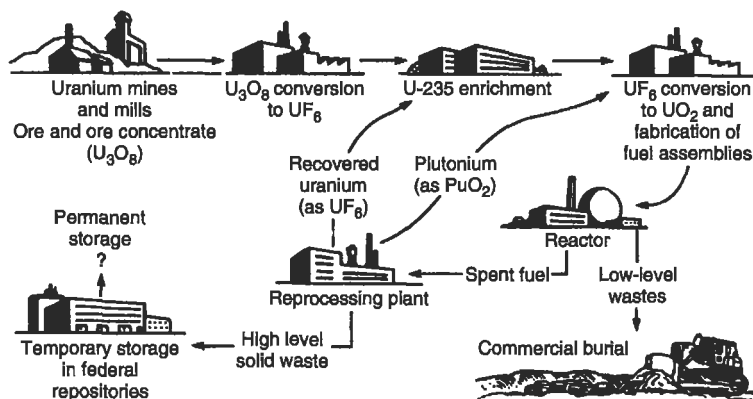 Uranium mines
and mills
Ore and ore concentrate
(U₃O₈)
U₃O₈ conversion
to UF₆
U-235 enrichment
UF₆ conversion
to UO₂ and
fabrication of
fuel assemblies
Recovered
uranium
(as UF₆)
Plutonium
(as PuO₂)
Permanent
storage
?
Reactor
Spent fuel
Low-level
wastes
Reprocessing plant
High level
solid waste
Temporary storage
in federal
repositories
Commercial burial